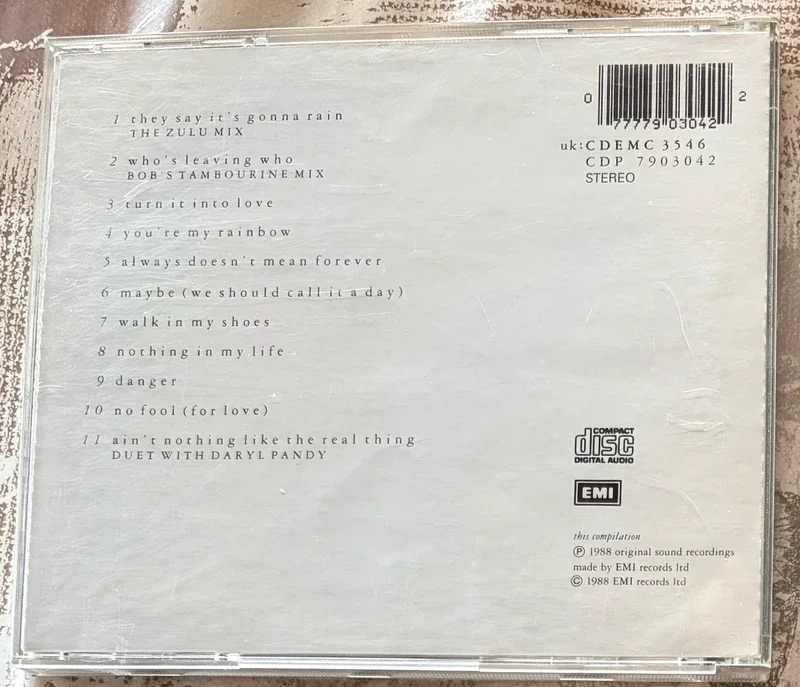 1 they say it's gonna rain
THE ZULU MIX
2 who's leaving who
BOB'S TAMBOURINE MIX
3 turn it into love
4 you're my rainbow
5 always doesn't mean forever
6 maybe (we should call it a day)
7 walk in my shoes
8 nothing in my life
9 danger
10 no fool (for love)
11 ain't nothing like the real thing
DUET WITH DARYL PANDY
0 77779 03042 2
uk: CDEMC 3546
CDP 7903042
STEREO
COMPACT
disc
DIGITAL AUDIO
EMI
this compilation
Ⓟ 1988 original sound recordings
made by EMI records ltd
© 1988 EMI records ltd